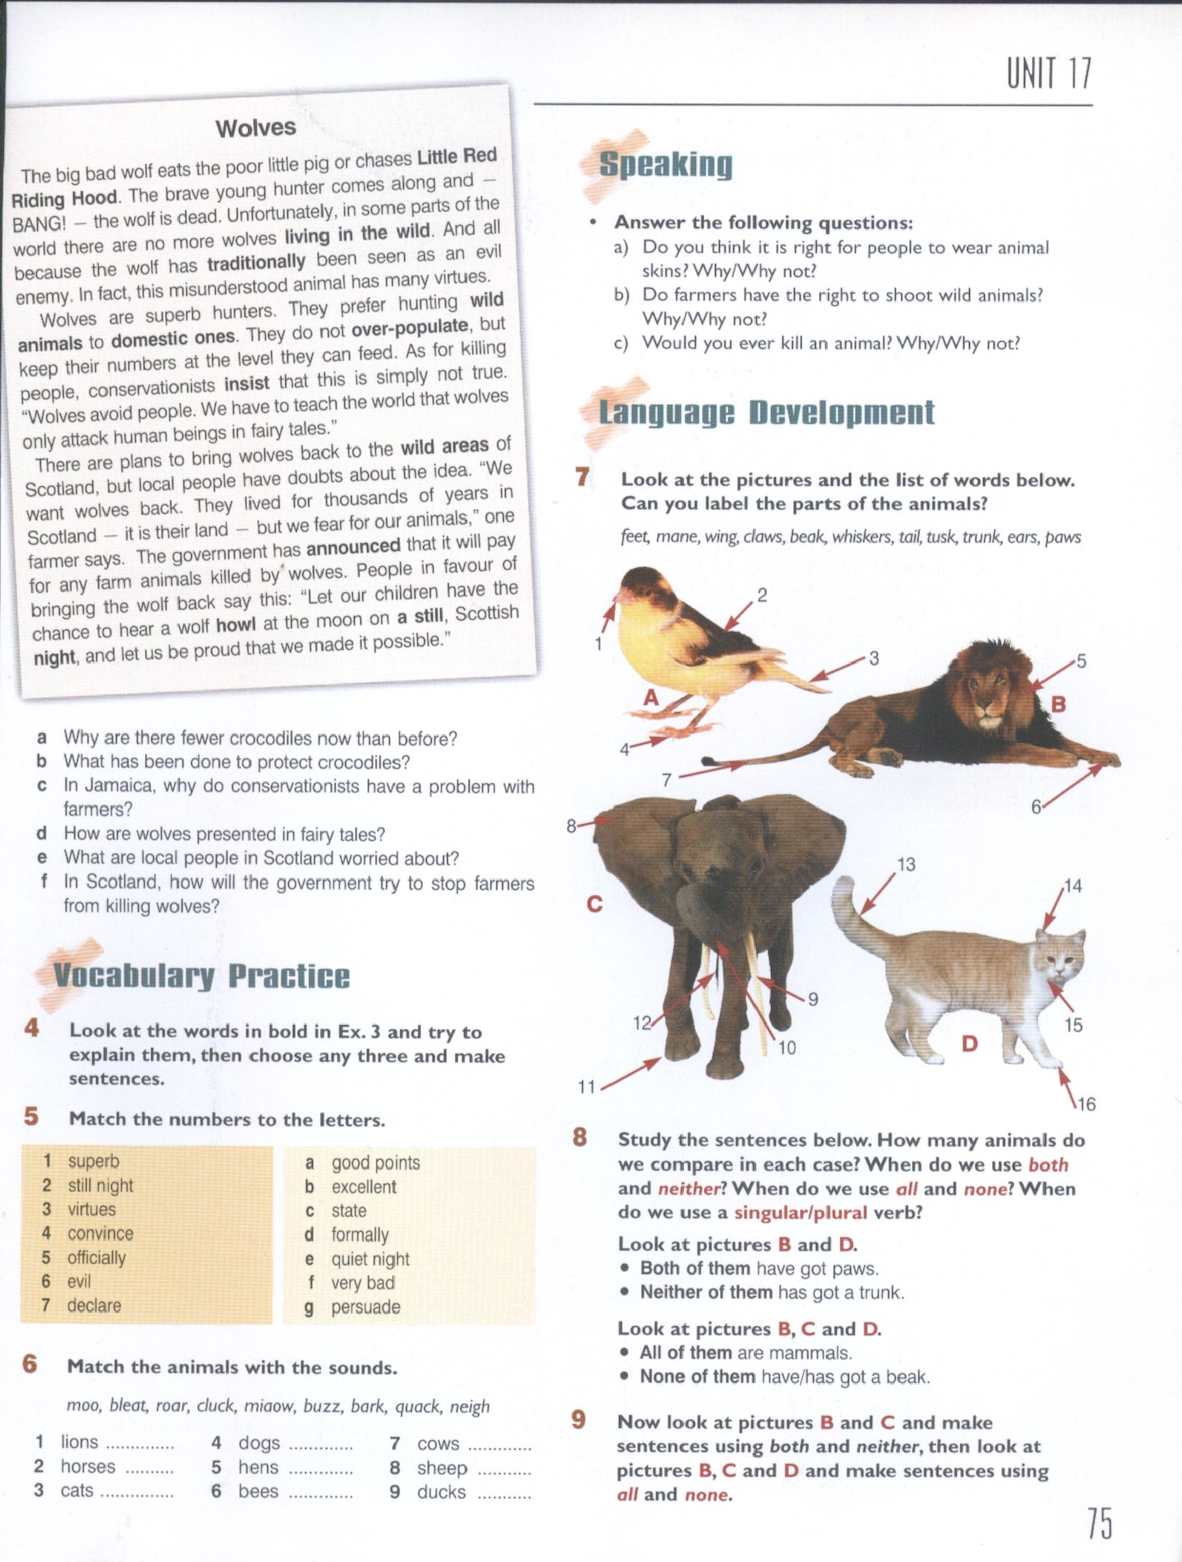 UNIT 17
Wolves
The big bad wolf eats the poor little pig or chases Little Red
Riding Hood. The brave young hunter comes along and –
BANG! – the wolf is dead. Unfortunately, in some parts of the
world there are no more wolves living in the wild. And all
because the wolf has traditionally been seen as an evil
enemy. In fact, this misunderstood animal has many virtues.
Wolves are superb hunters. They prefer hunting wild
animals to domestic ones. They do not over-populate, but
keep their numbers at the level they can feed. As for killing
people, conservationists insist that this is simply not true.
“Wolves avoid people. We have to teach the world that wolves
only attack human beings in fairy tales.”
There are plans to bring wolves back to the wild areas of
Scotland, but local people have doubts about the idea. “We
want wolves back. They lived for thousands of years in
Scotland – it is their land – but we fear for our animals,” one
farmer says. The government has announced that it will pay
for any farm animals killed by wolves. People in favour of
bringing the wolf back say this: “Let our children have the
chance to hear a wolf howl at the moon on a still, Scottish
night, and let us be proud that we made it possible.”
a Why are there fewer crocodiles now than before?
b What has been done to protect crocodiles?
c In Jamaica, why do conservationists have a problem with
farmers?
d How are wolves presented in fairy tales?
e What are local people in Scotland worried about?
f In Scotland, how will the government try to stop farmers
from killing wolves?
Vocabulary Practice
4 Look at the words in bold in Ex. 3 and try to
explain them, then choose any three and make
sentences.
5 Match the numbers to the letters.
1 superb
2 still night
3 virtues
4 convince
5 officially
6 evil
7 declare
a good points
b excellent
c state
d formally
e quiet night
f very bad
g persuade
6 Match the animals with the sounds.
moo, bleat, roar, cluck, miaow, buzz, bark, quack, neigh
1 lions .............. 4 dogs ............. 7 cows .............
2 horses .......... 5 hens ............. 8 sheep ...........
3 cats ............... 6 bees ............. 9 ducks ...........
Speaking
• Answer the following questions:
a) Do you think it is right for people to wear animal
skins? Why/Why not?
b) Do farmers have the right to shoot wild animals?
Why/Why not?
c) Would you ever kill an animal? Why/Why not?
Language Development
7 Look at the pictures and the list of words below.
Can you label the parts of the animals?
feet, mane, wing, claws, beak, whiskers, tail, tusk, trunk, ears, paws
1
2
3
A
4
5
B
6
7
8
C
9
10
11
12
13
14
15
D
16
8 Study the sentences below. How many animals do
we compare in each case? When do we use both
and neither? When do we use all and none? When
do we use a singular/plural verb?
Look at pictures B and D.
• Both of them have got paws.
• Neither of them has got a trunk.
Look at pictures B, C and D.
• All of them are mammals.
• None of them have/has got a beak.
9 Now look at pictures B and C and make
sentences using both and neither, then look at
pictures B, C and D and make sentences using
all and none.
75